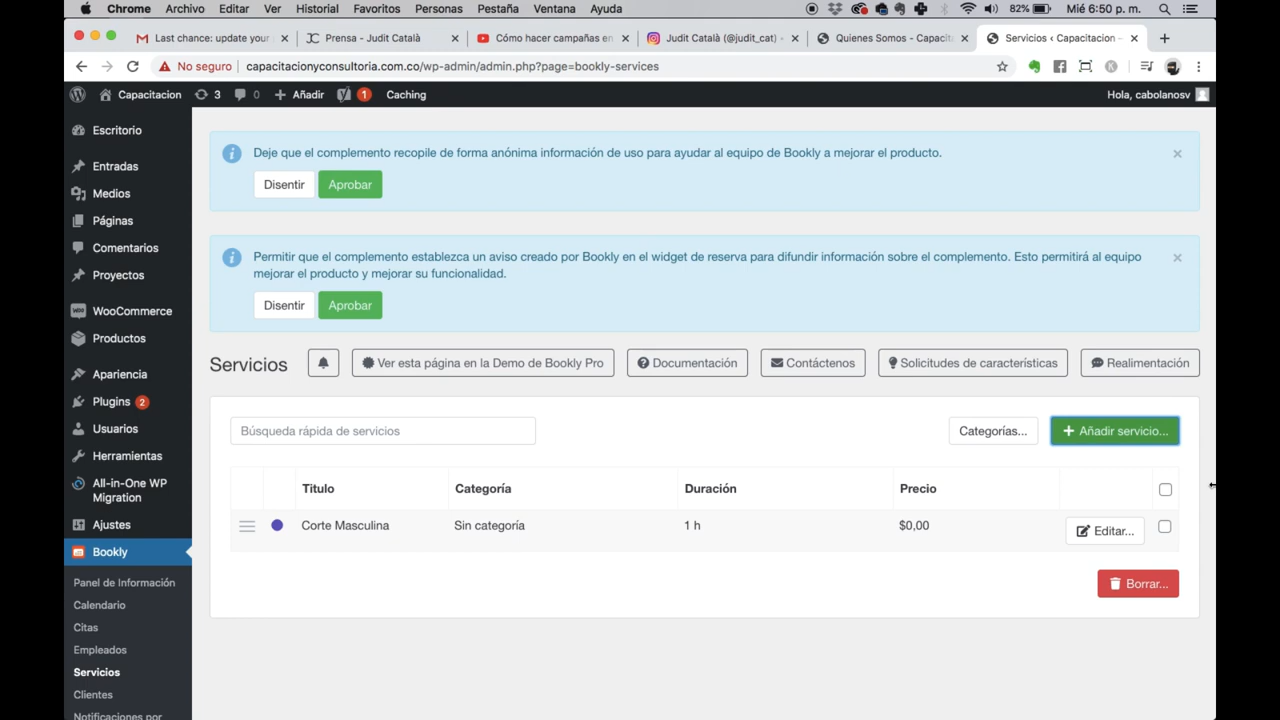 Chrome Archivo Editar Ver Historial Favoritos Personas Pestaña Ventana Ayuda 82% Mié 6:50 p. m.
Last chance: update your Prensa - Judit Català Cómo hacer campañas en Judit Català (@judit_cat) • Quienes Somos - Capacita Servicios ‹ Capacitacion —
No seguro capacitacionyconsultoria.com.co/wp-admin/admin.php?page=bookly-services
Capacitacion 3 0 Añadir 1 Caching Hola, cabolanosv
Escritorio
Entradas
Medios
Páginas
Comentarios
Proyectos
WooCommerce
Productos
Apariencia
Plugins 2
Usuarios
Herramientas
All-in-One WP
Migration
Ajustes
Bookly
Panel de Información
Calendario
Citas
Empleados
Servicios
Clientes
Notificaciones por
Deje que el complemento recopile de forma anónima información de uso para ayudar al equipo de Bookly a mejorar el producto.
Disentir Aprobar
Permitir que el complemento establezca un aviso creado por Bookly en el widget de reserva para difundir información sobre el complemento. Esto permitirá al equipo
mejorar el producto y mejorar su funcionalidad.
Disentir Aprobar
Servicios Ver esta página en la Demo de Bookly Pro Documentación Contáctenos Solicitudes de características Realimentación
Búsqueda rápida de servicios Categorías... Añadir servicio...
Titulo Categoría Duración Precio
Corte Masculina Sin categoría 1 h $0,00 Editar...
Borrar...